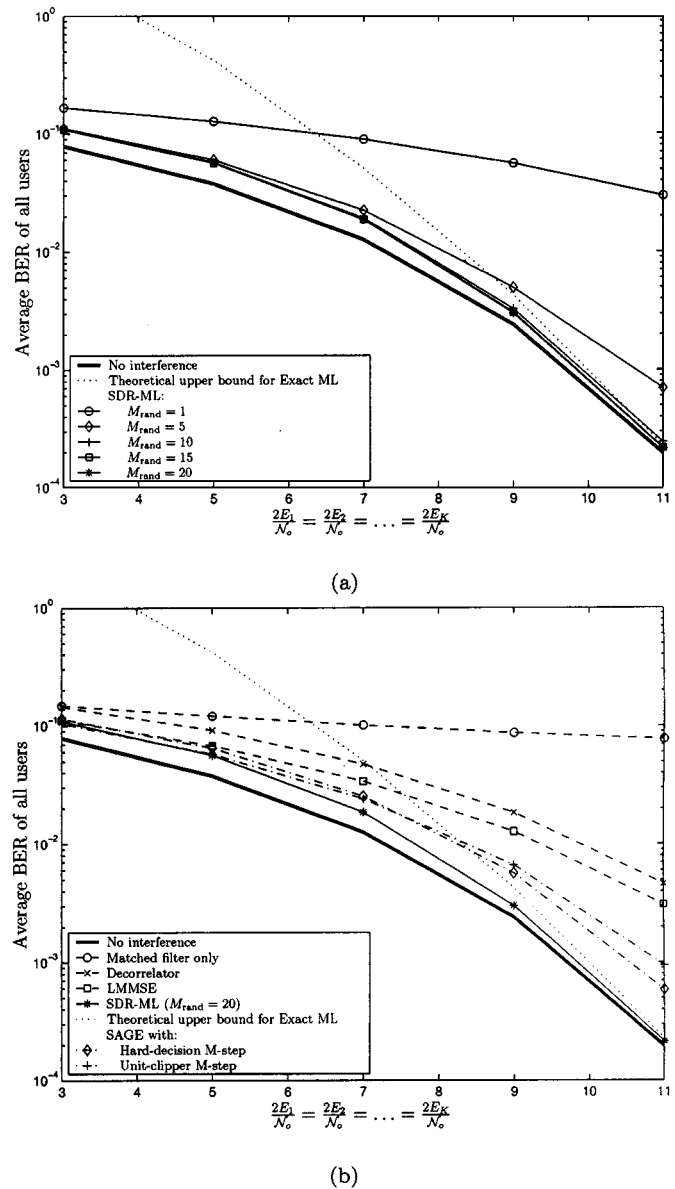 10^0
10^-1
10^-2
10^-3
10^-4
Average BER of all users
No interference
Theoretical upper bound for Exact ML
SDR-ML:
M_rand = 1
M_rand = 5
M_rand = 10
M_rand = 15
M_rand = 20
3 4 5 6 7 8 9 10 11
2E_1/N_o = 2E_2/N_o = ... = 2E_K/N_o
(a)
10^0
10^-1
10^-2
10^-3
10^-4
Average BER of all users
No interference
Matched filter only
Decorrelator
LMMSE
SDR-ML (M_rand = 20)
Theoretical upper bound for Exact ML
SAGE with:
Hard-decision M-step
Unit-clipper M-step
3 4 5 6 7 8 9 10 11
2E_1/N_o = 2E_2/N_o = ... = 2E_K/N_o
(b)